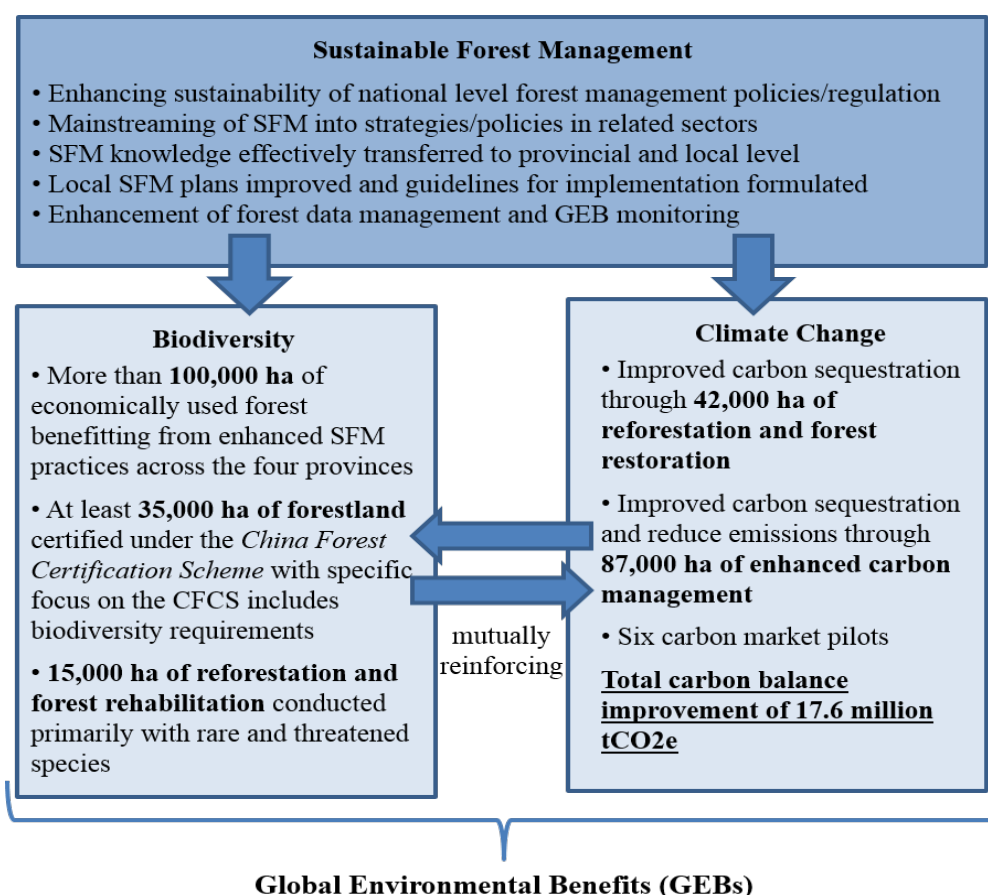 Sustainable Forest Management
• Enhancing sustainability of national level forest management policies/regulation
• Mainstreaming of SFM into strategies/policies in related sectors
• SFM knowledge effectively transferred to provincial and local level
• Local SFM plans improved and guidelines for implementation formulated
• Enhancement of forest data management and GEB monitoring
Biodiversity
• More than 100,000 ha of
economically used forest
benefitting from enhanced SFM
practices across the four provinces
• At least 35,000 ha of forestland
certified under the China Forest
Certification Scheme with specific
focus on the CFCS includes
biodiversity requirements
• 15,000 ha of reforestation and
forest rehabilitation conducted
primarily with rare and threatened
species
mutually
reinforcing
Climate Change
• Improved carbon sequestration
through 42,000 ha of
reforestation and forest
restoration
• Improved carbon sequestration
and reduce emissions through
87,000 ha of enhanced carbon
management
• Six carbon market pilots
Total carbon balance
improvement of 17.6 million
tCO2e
Global Environmental Benefits (GEBs)